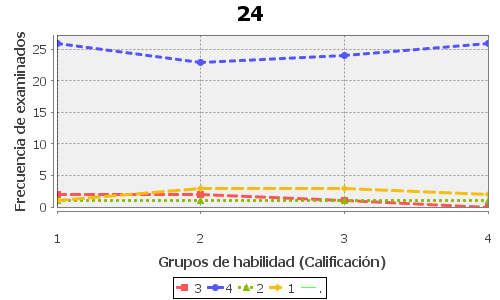 24
Frecuencia de examinados
25
20
15
10
5
0
1 2 3 4
Grupos de habilidad (Calificación)
3 4 2 1 .